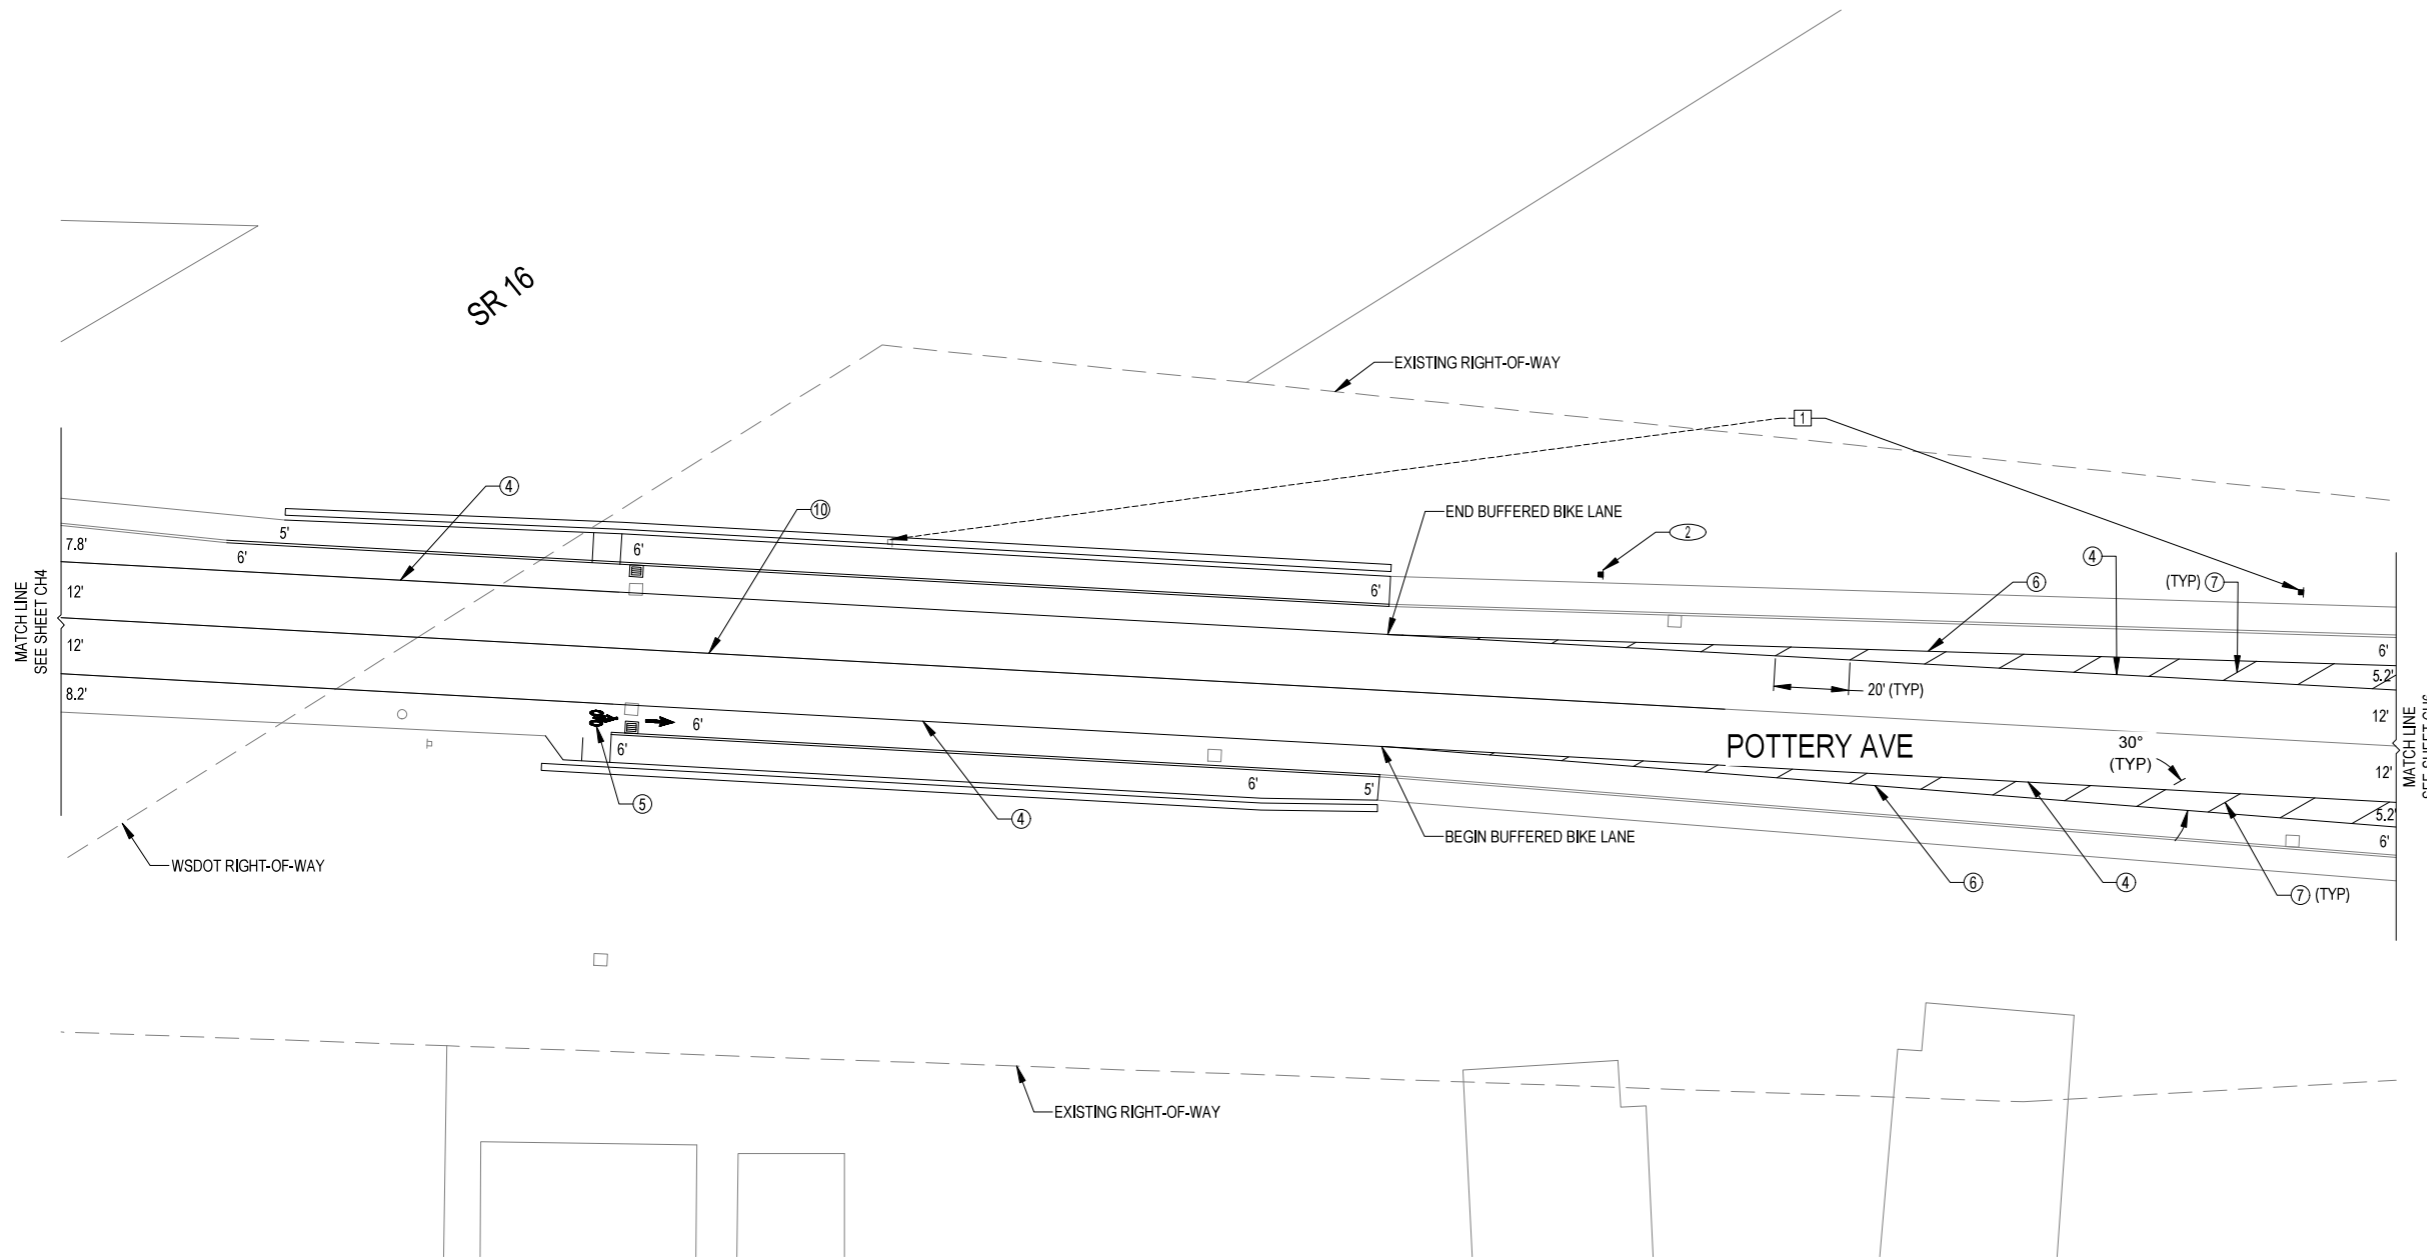 SR 16
EXISTING RIGHT-OF-WAY
1
4
10
END BUFFERED BIKE LANE
2
5'
7.8'
6'
6'
4
6
(TYP) 7
MATCH LINE
SEE SHEET CH4
12'
6'
6'
5.2'
20' (TYP)
12'
8.2'
6'
6'
12'
POTTERY AVE
30°
(TYP)
12'
MATCH LINE
6'
5'
5
4
5.2'
6'
BEGIN BUFFERED BIKE LANE
WSDOT RIGHT-OF-WAY
6
4
7 (TYP)
EXISTING RIGHT-OF-WAY